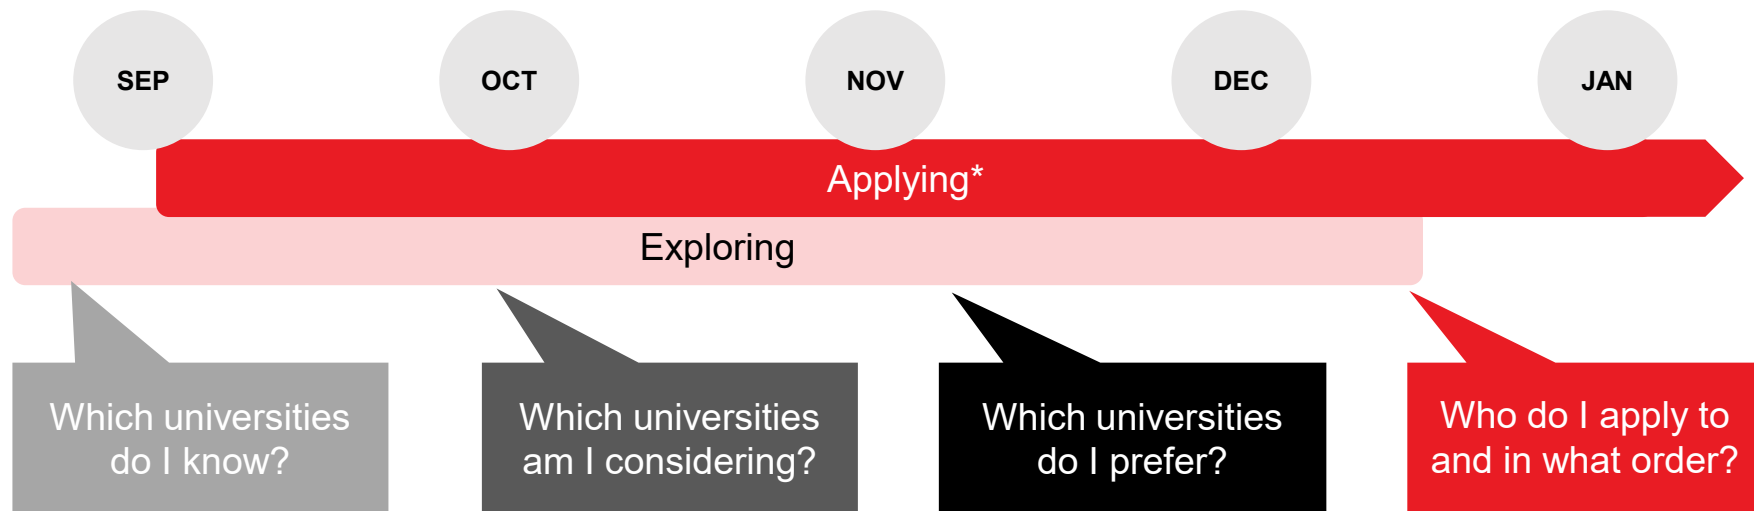 SEP
OCT
NOV
DEC
JAN
Applying*
Exploring
Which universities
do I know?
Which universities
am I considering?
Which universities
do I prefer?
Who do I apply to
and in what order?